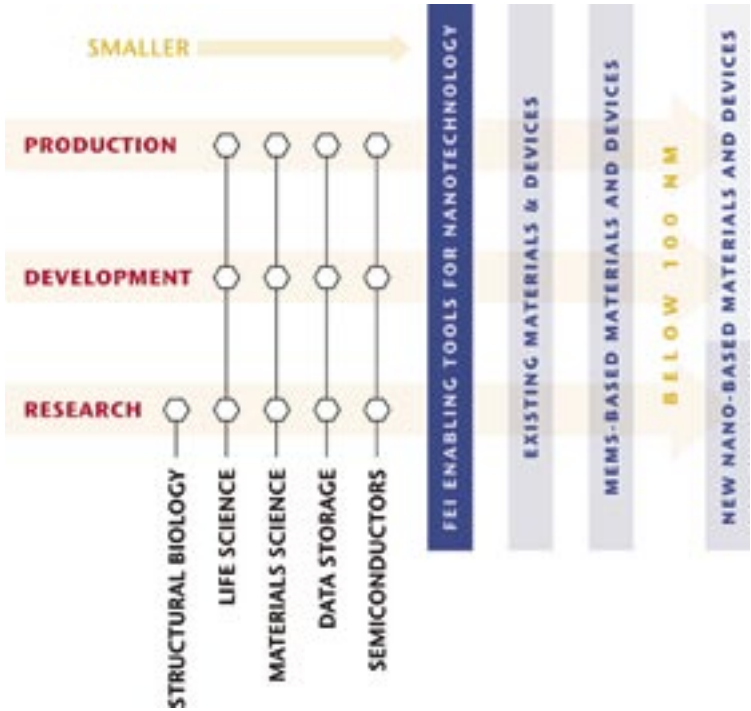 SMALLER
PRODUCTION
DEVELOPMENT
RESEARCH
STRUCTURAL BIOLOGY
LIFE SCIENCE
MATERIALS SCIENCE
DATA STORAGE
SEMICONDUCTORS
FEI ENABLING TOOLS FOR NANOTECHNOLOGY
EXISTING MATERIALS & DEVICES
MEMS-BASED MATERIALS AND DEVICES
BELOW 100 NM
NEW NANO-BASED MATERIALS AND DEVICES